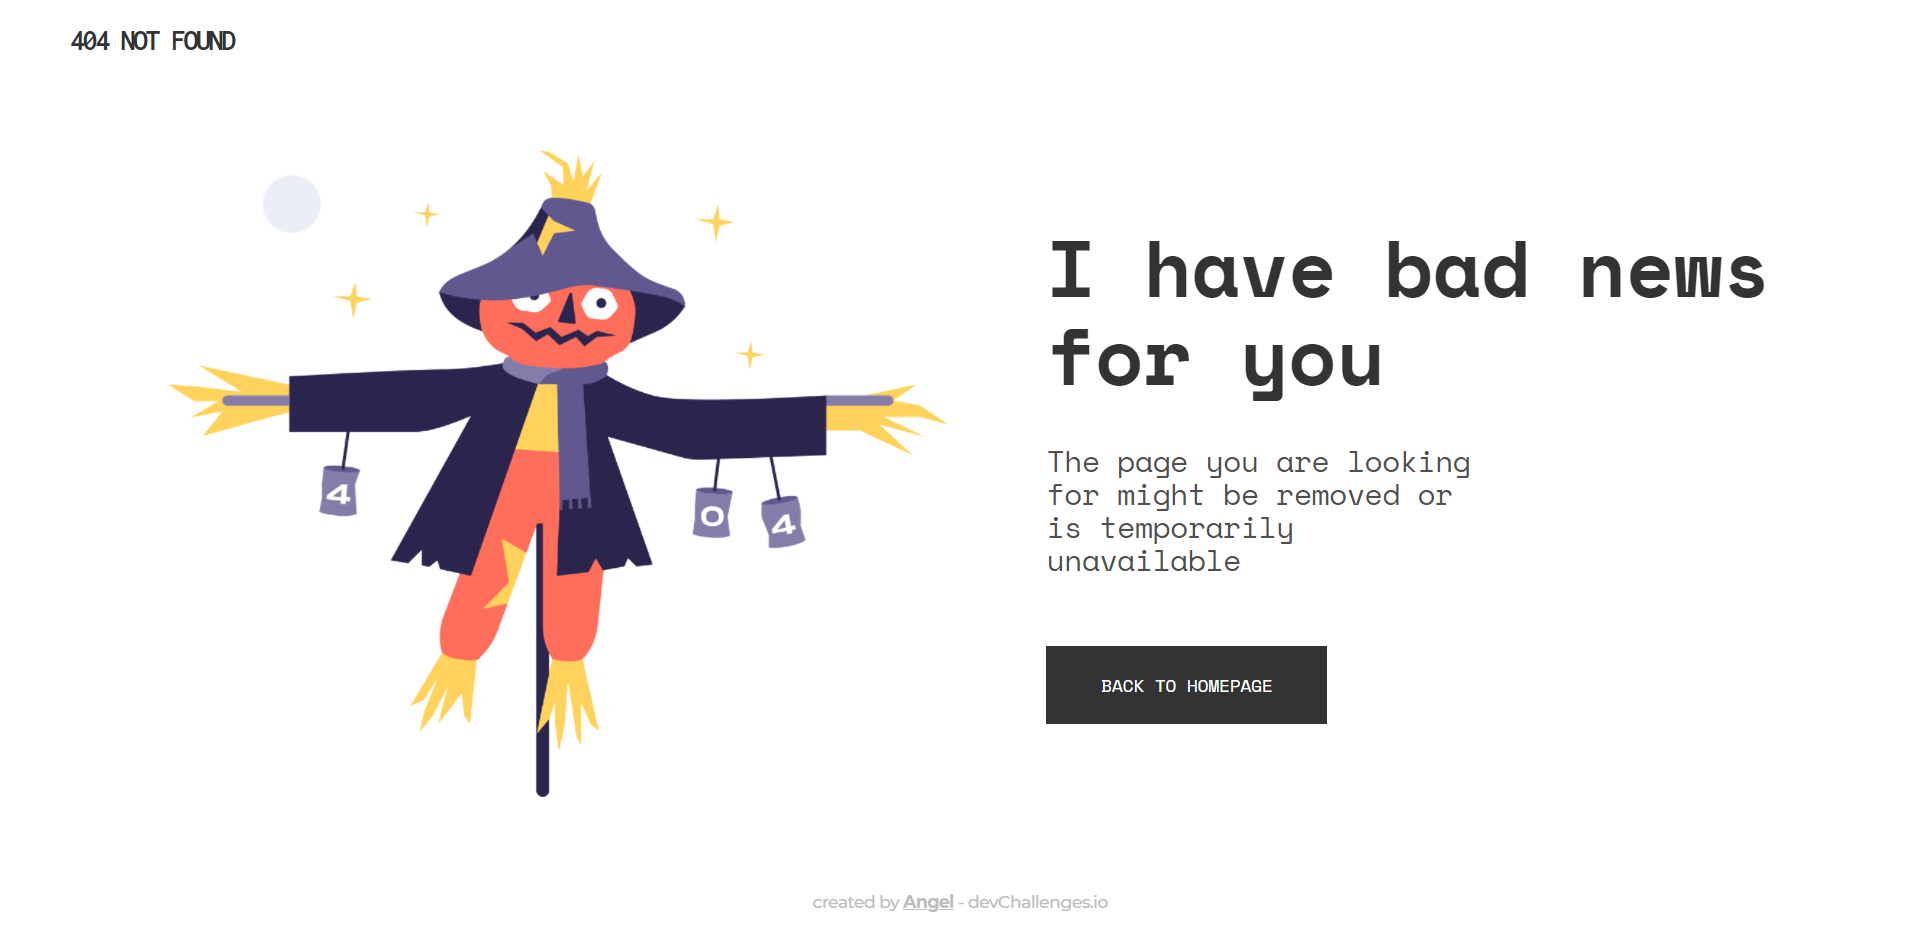 404 NOT FOUND
4
0
4
I have bad news
for you
The page you are looking
for might be removed or
is temporarily
unavailable
BACK TO HOMEPAGE
created by Angel - devChallenges.io